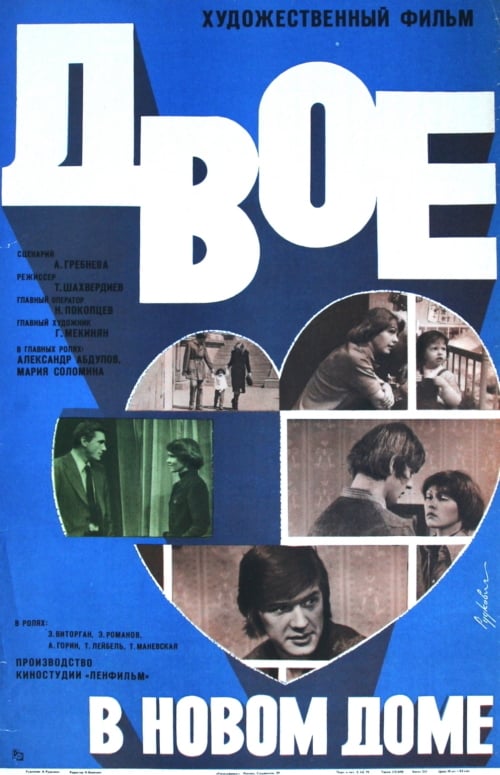 ХУДОЖЕСТВЕННЫЙ ФИЛЬМ
ДВОЕ
СЦЕНАРИЙ
А. ГРЕБНЕВА
РЕЖИССЕР
Т. ШАХВЕРДИЕВ
ГЛАВНЫЙ ОПЕРАТОР
Н. ПОКОПЦЕВ
ГЛАВНЫЙ ХУДОЖНИК
Г. МЕКИНЯН
В ГЛАВНЫХ РОЛЯХ:
АЛЕКСАНДР АБДУЛОВ,
МАРИЯ СОЛОМИНА
Рудкович
В РОЛЯХ:
Э. ВИТОРГАН, Э. РОМАНОВ,
А. ГОРИН, Т. ЛЕЙБЕЛЬ, Т. МАНЕВСКАЯ
ПРОИЗВОДСТВО
КИНОСТУДИИ «ЛЕНФИЛЬМ»
В НОВОМ ДОМЕ